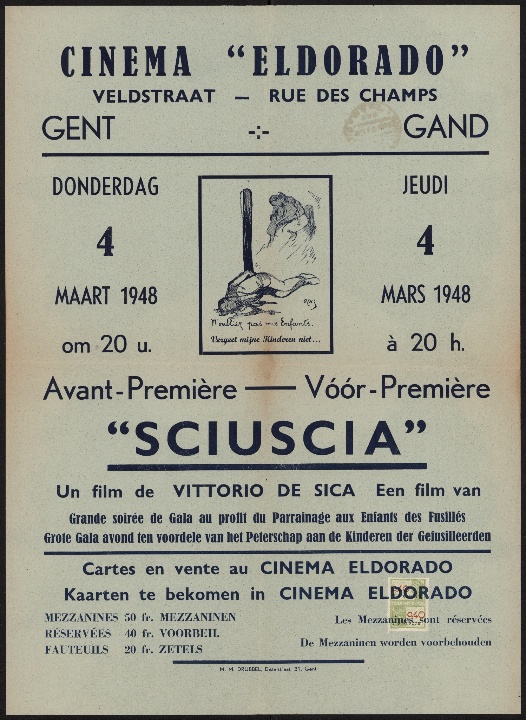 CINEMA “ELDORADO”
VELDSTRAAT — RUE DES CHAMPS
GENT -:- GAND
DONDERDAG
4
MAART 1948
om 20 u.
N'oubliez pas mes Enfants.
Vergeet mijne Kinderen niet...
JEUDI
4
MARS 1948
à 20 h.
Avant-Première — Vóór-Première
“SCIUSCIA”
Un film de VITTORIO DE SICA Een film van
Grande soirée de Gala au profit du Parrainage aux Enfants des Fusillés
Grote Gala avond ten voordele van het Peterschap aan de Kinderen der Gefusilleerden
Cartes en vente au CINEMA ELDORADO
Kaarten te bekomen in CINEMA ELDORADO
MEZZANINES 50 fr. MEZZANINEN
RÉSERVÉES 40 fr. VOORBEH.
FAUTEUILS 20 fr. ZETELS
Les Mezzanines sont réservées
De Mezzaninen worden voorbehouden
Gent